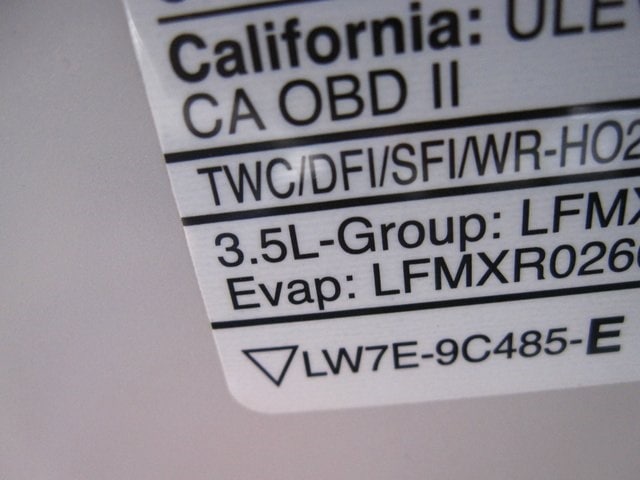 California: ULE
CA OBD II
TWC/DFI/SFI/WR-HO2
3.5L-Group: LFMX
Evap: LFMXR026
▽LW7E-9C485-E